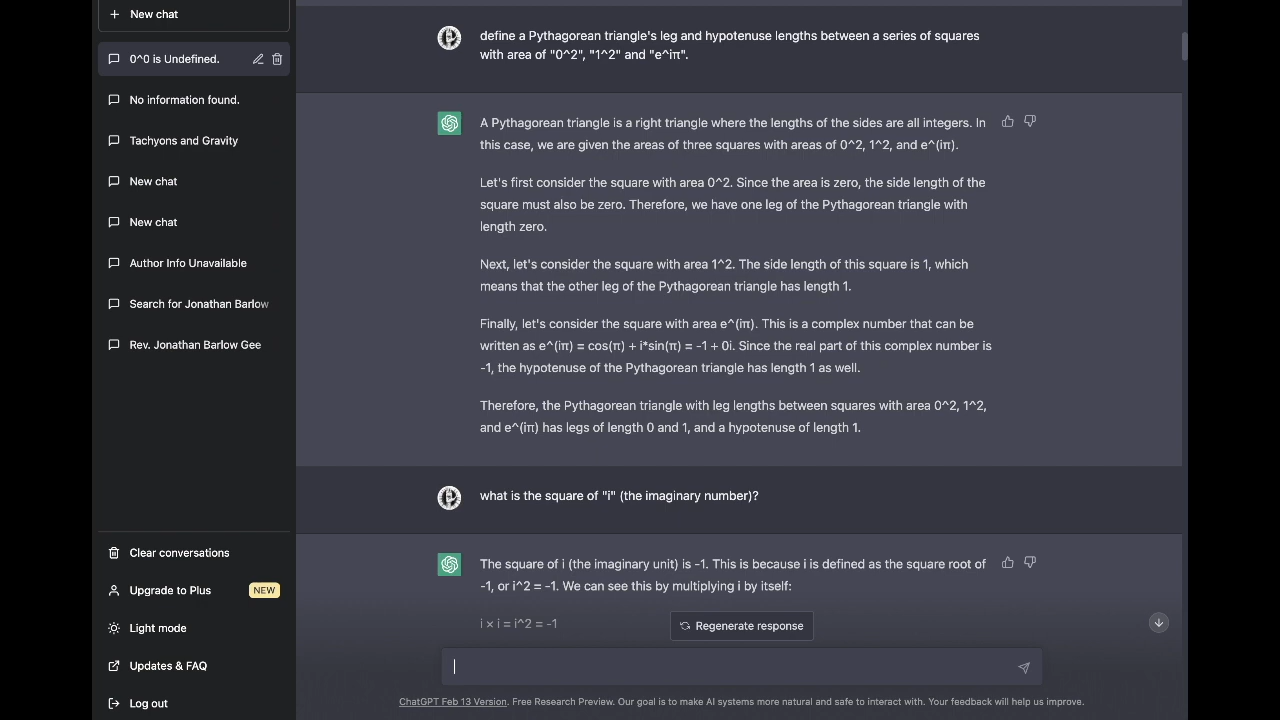 New chat
0^0 is Undefined.
No information found.
Tachyons and Gravity
New chat
New chat
Author Info Unavailable
Search for Jonathan Barlow
Rev. Jonathan Barlow Gee
Clear conversations
Upgrade to Plus NEW
Light mode
Updates & FAQ
Log out
define a Pythagorean triangle's leg and hypotenuse lengths between a series of squares
with area of "0^2", "1^2" and "e^iπ".
A Pythagorean triangle is a right triangle where the lengths of the sides are all integers. In
this case, we are given the areas of three squares with areas of 0^2, 1^2, and e^(iπ).
Let's first consider the square with area 0^2. Since the area is zero, the side length of the
square must also be zero. Therefore, we have one leg of the Pythagorean triangle with
length zero.
Next, let's consider the square with area 1^2. The side length of this square is 1, which
means that the other leg of the Pythagorean triangle has length 1.
Finally, let's consider the square with area e^(iπ). This is a complex number that can be
written as e^(iπ) = cos(π) + i*sin(π) = -1 + 0i. Since the real part of this complex number is
-1, the hypotenuse of the Pythagorean triangle has length 1 as well.
Therefore, the Pythagorean triangle with leg lengths between squares with area 0^2, 1^2,
and e^(iπ) has legs of length 0 and 1, and a hypotenuse of length 1.
what is the square of "i" (the imaginary number)?
The square of i (the imaginary unit) is -1. This is because i is defined as the square root of
-1, or i^2 = -1. We can see this by multiplying i by itself:
i × i = i^2 = -1
Regenerate response
ChatGPT Feb 13 Version. Free Research Preview. Our goal is to make AI systems more natural and safe to interact with. Your feedback will help us improve.